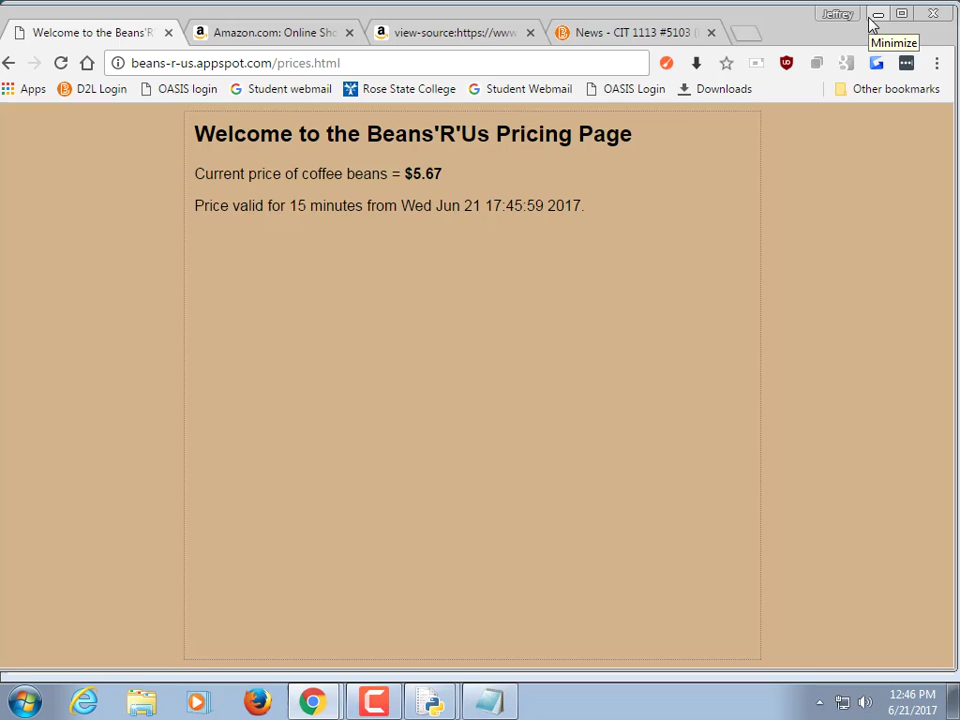 Jeffrey
Welcome to the Beans'R
Amazon.com: Online Sho
view-source:https://www
News - CIT 1113 #5103 (
Minimize
beans-r-us.appspot.com/prices.html
Apps
D2L Login
OASIS login
Student webmail
Rose State College
Student Webmail
OASIS Login
Downloads
Other bookmarks
Welcome to the Beans'R'Us Pricing Page
Current price of coffee beans = $5.67
Price valid for 15 minutes from Wed Jun 21 17:45:59 2017.
12:46 PM
6/21/2017